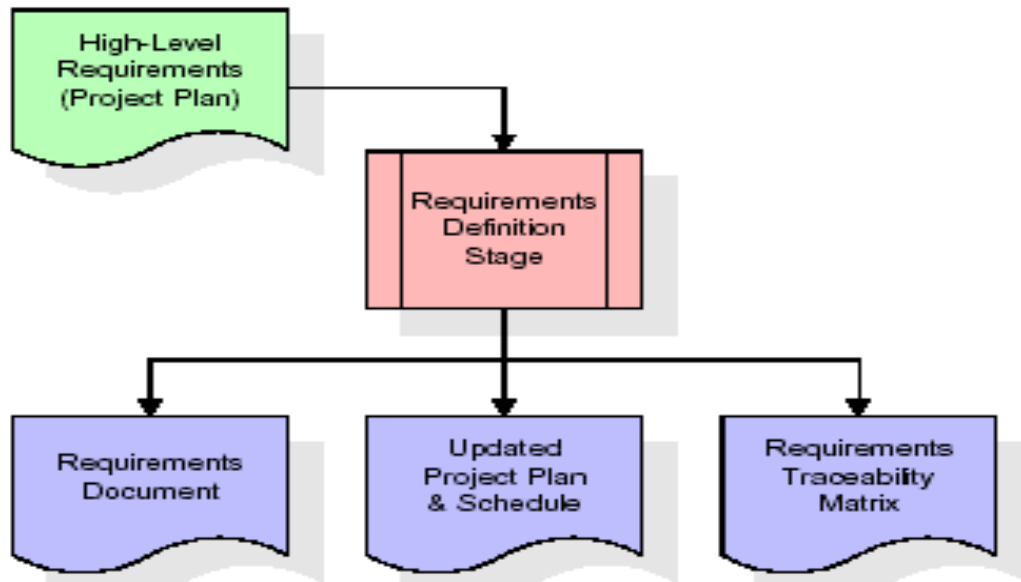 High-Level
Requirements
(Project Plan)
Requirements
Definition
Stage
Requirements
Document
Updated
Project Plan
& Schedule
Requirements
Traceability
Matrix